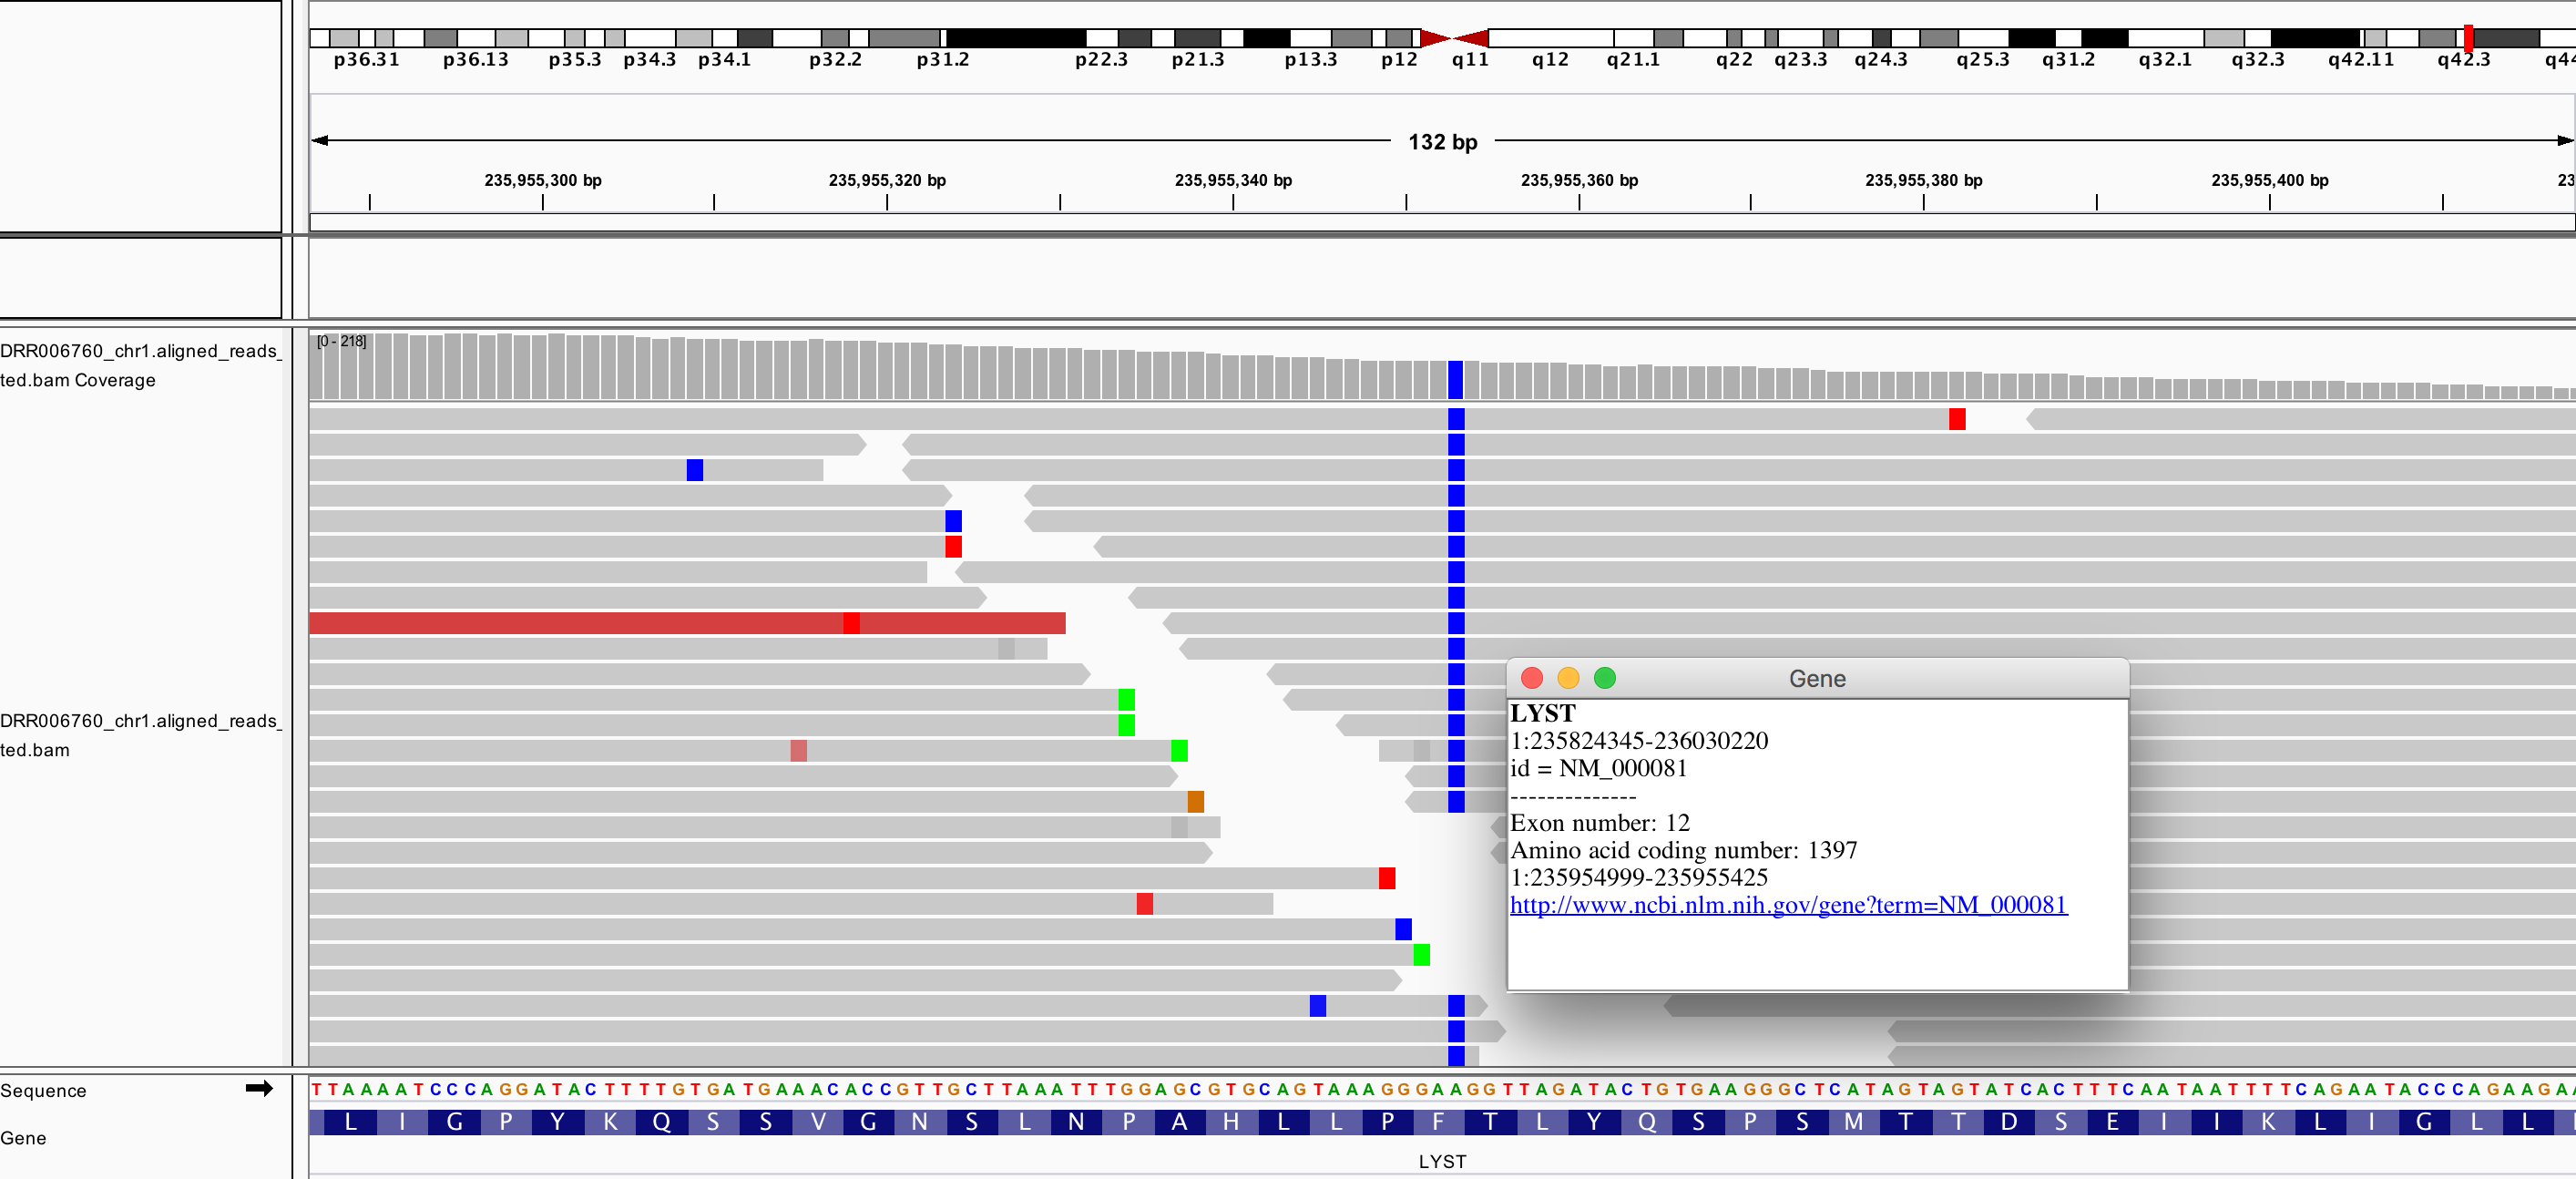 p36.31 p36.13 p35.3 p34.3 p34.1 p32.2 p31.2 p22.3 p21.3 p13.3 p12 q11 q12 q21.1 q22 q23.3 q24.3 q25.3 q31.2 q32.1 q32.3 q42.11 q42.3 q44
132 bp
235,955,300 bp 235,955,320 bp 235,955,340 bp 235,955,360 bp 235,955,380 bp 235,955,400 bp 23
[0 - 218]
DRR006760_chr1.aligned_reads_
ted.bam Coverage
DRR006760_chr1.aligned_reads_
ted.bam
Gene
LYST
1:235824345-236030220
id = NM_000081
--------------
Exon number: 12
Amino acid coding number: 1397
1:235954999-235955425
http://www.ncbi.nlm.nih.gov/gene?term=NM_000081
Sequence T T A A A A T C C C A G G A T A C T T T T G T G A T G A A A C A C C G T T G C T T A A A T T T G G A G C G T G C A G T A A A G G G A A G G T T A G A T A C T G T G A A G G G C T C A T A G T A G T A T C A C T T T C A A T A A T T T T C A G A A T A C C C A G A A G A
Gene L I G P Y K Q S S V G N S L N P A H L L P F T L Y Q S P S M T T D S E I I K L I G L L
LYST